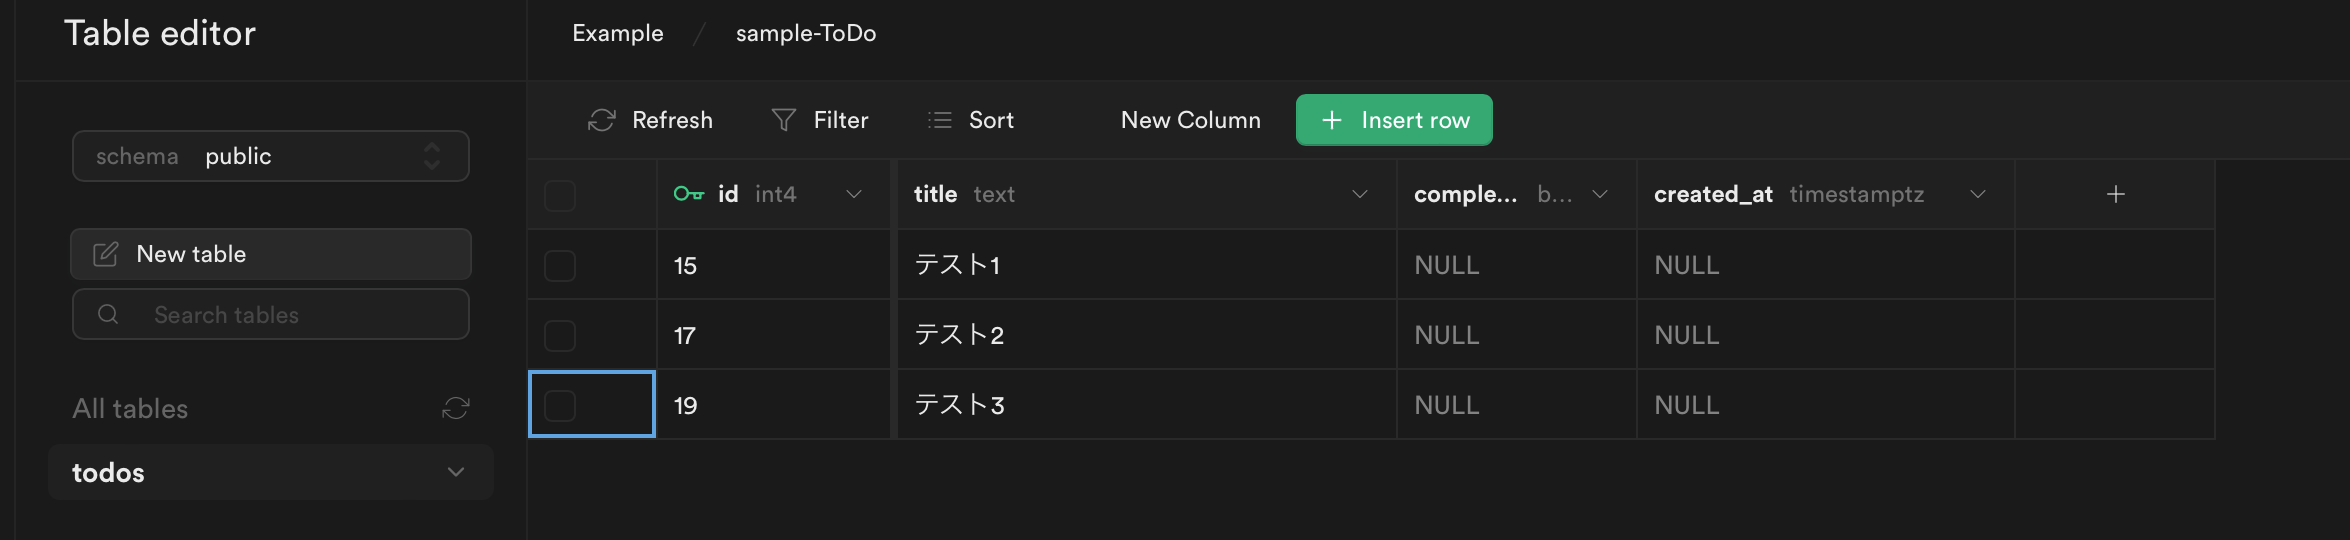 Table editor
Example / sample-ToDo
schema public
New table
Search tables
All tables
todos
Refresh Filter Sort New Column + Insert row
id int4 title text comple... b... created_at timestamptz +
15 テスト1 NULL NULL
17 テスト2 NULL NULL
19 テスト3 NULL NULL